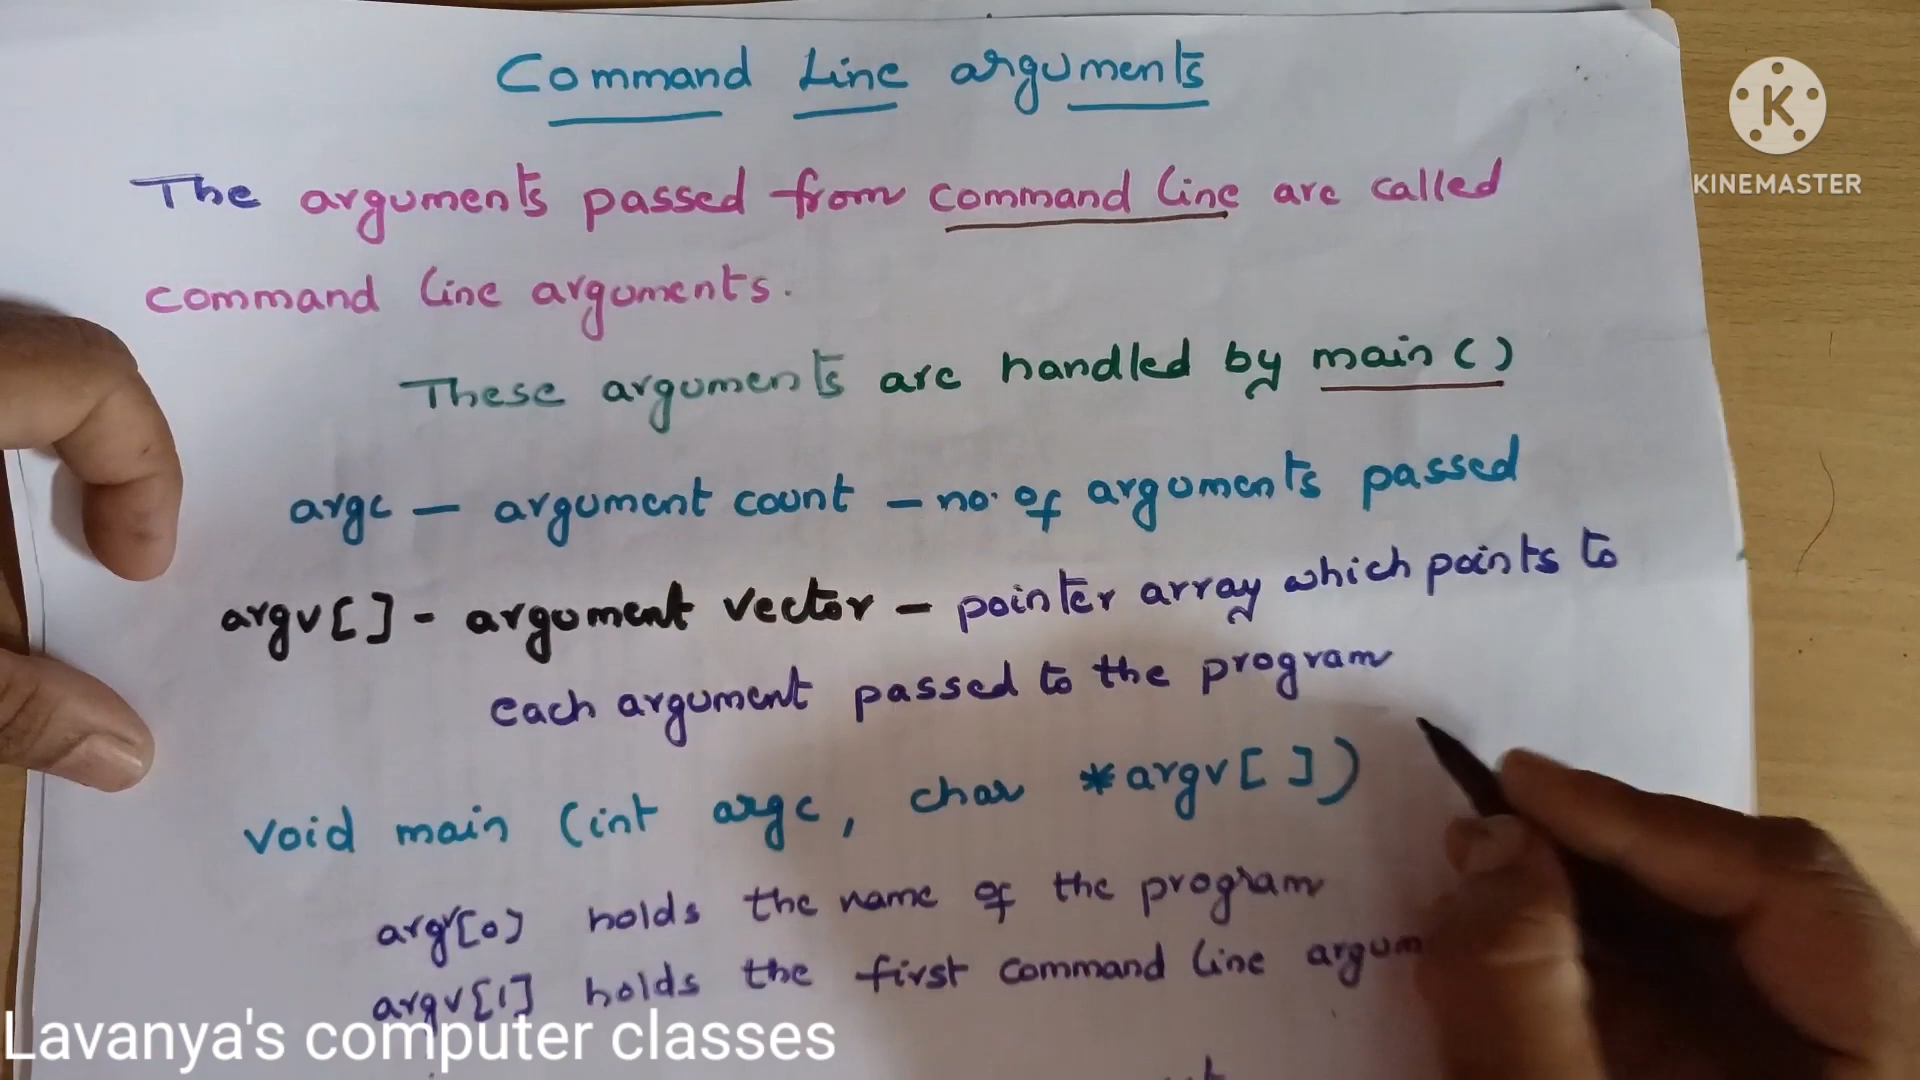 Command Line arguments
The arguments passed from command line are called
command line arguments.
These arguments are handled by main()
argc — argument count — no. of arguments passed
argv[] - argument vector - pointer array which points to
each argument passed to the program
void main (int argc, char *argv[])
argv[0] holds the name of the program
argv[1] holds the first command line argum
Lavanya's computer classes
K
KINEMASTER